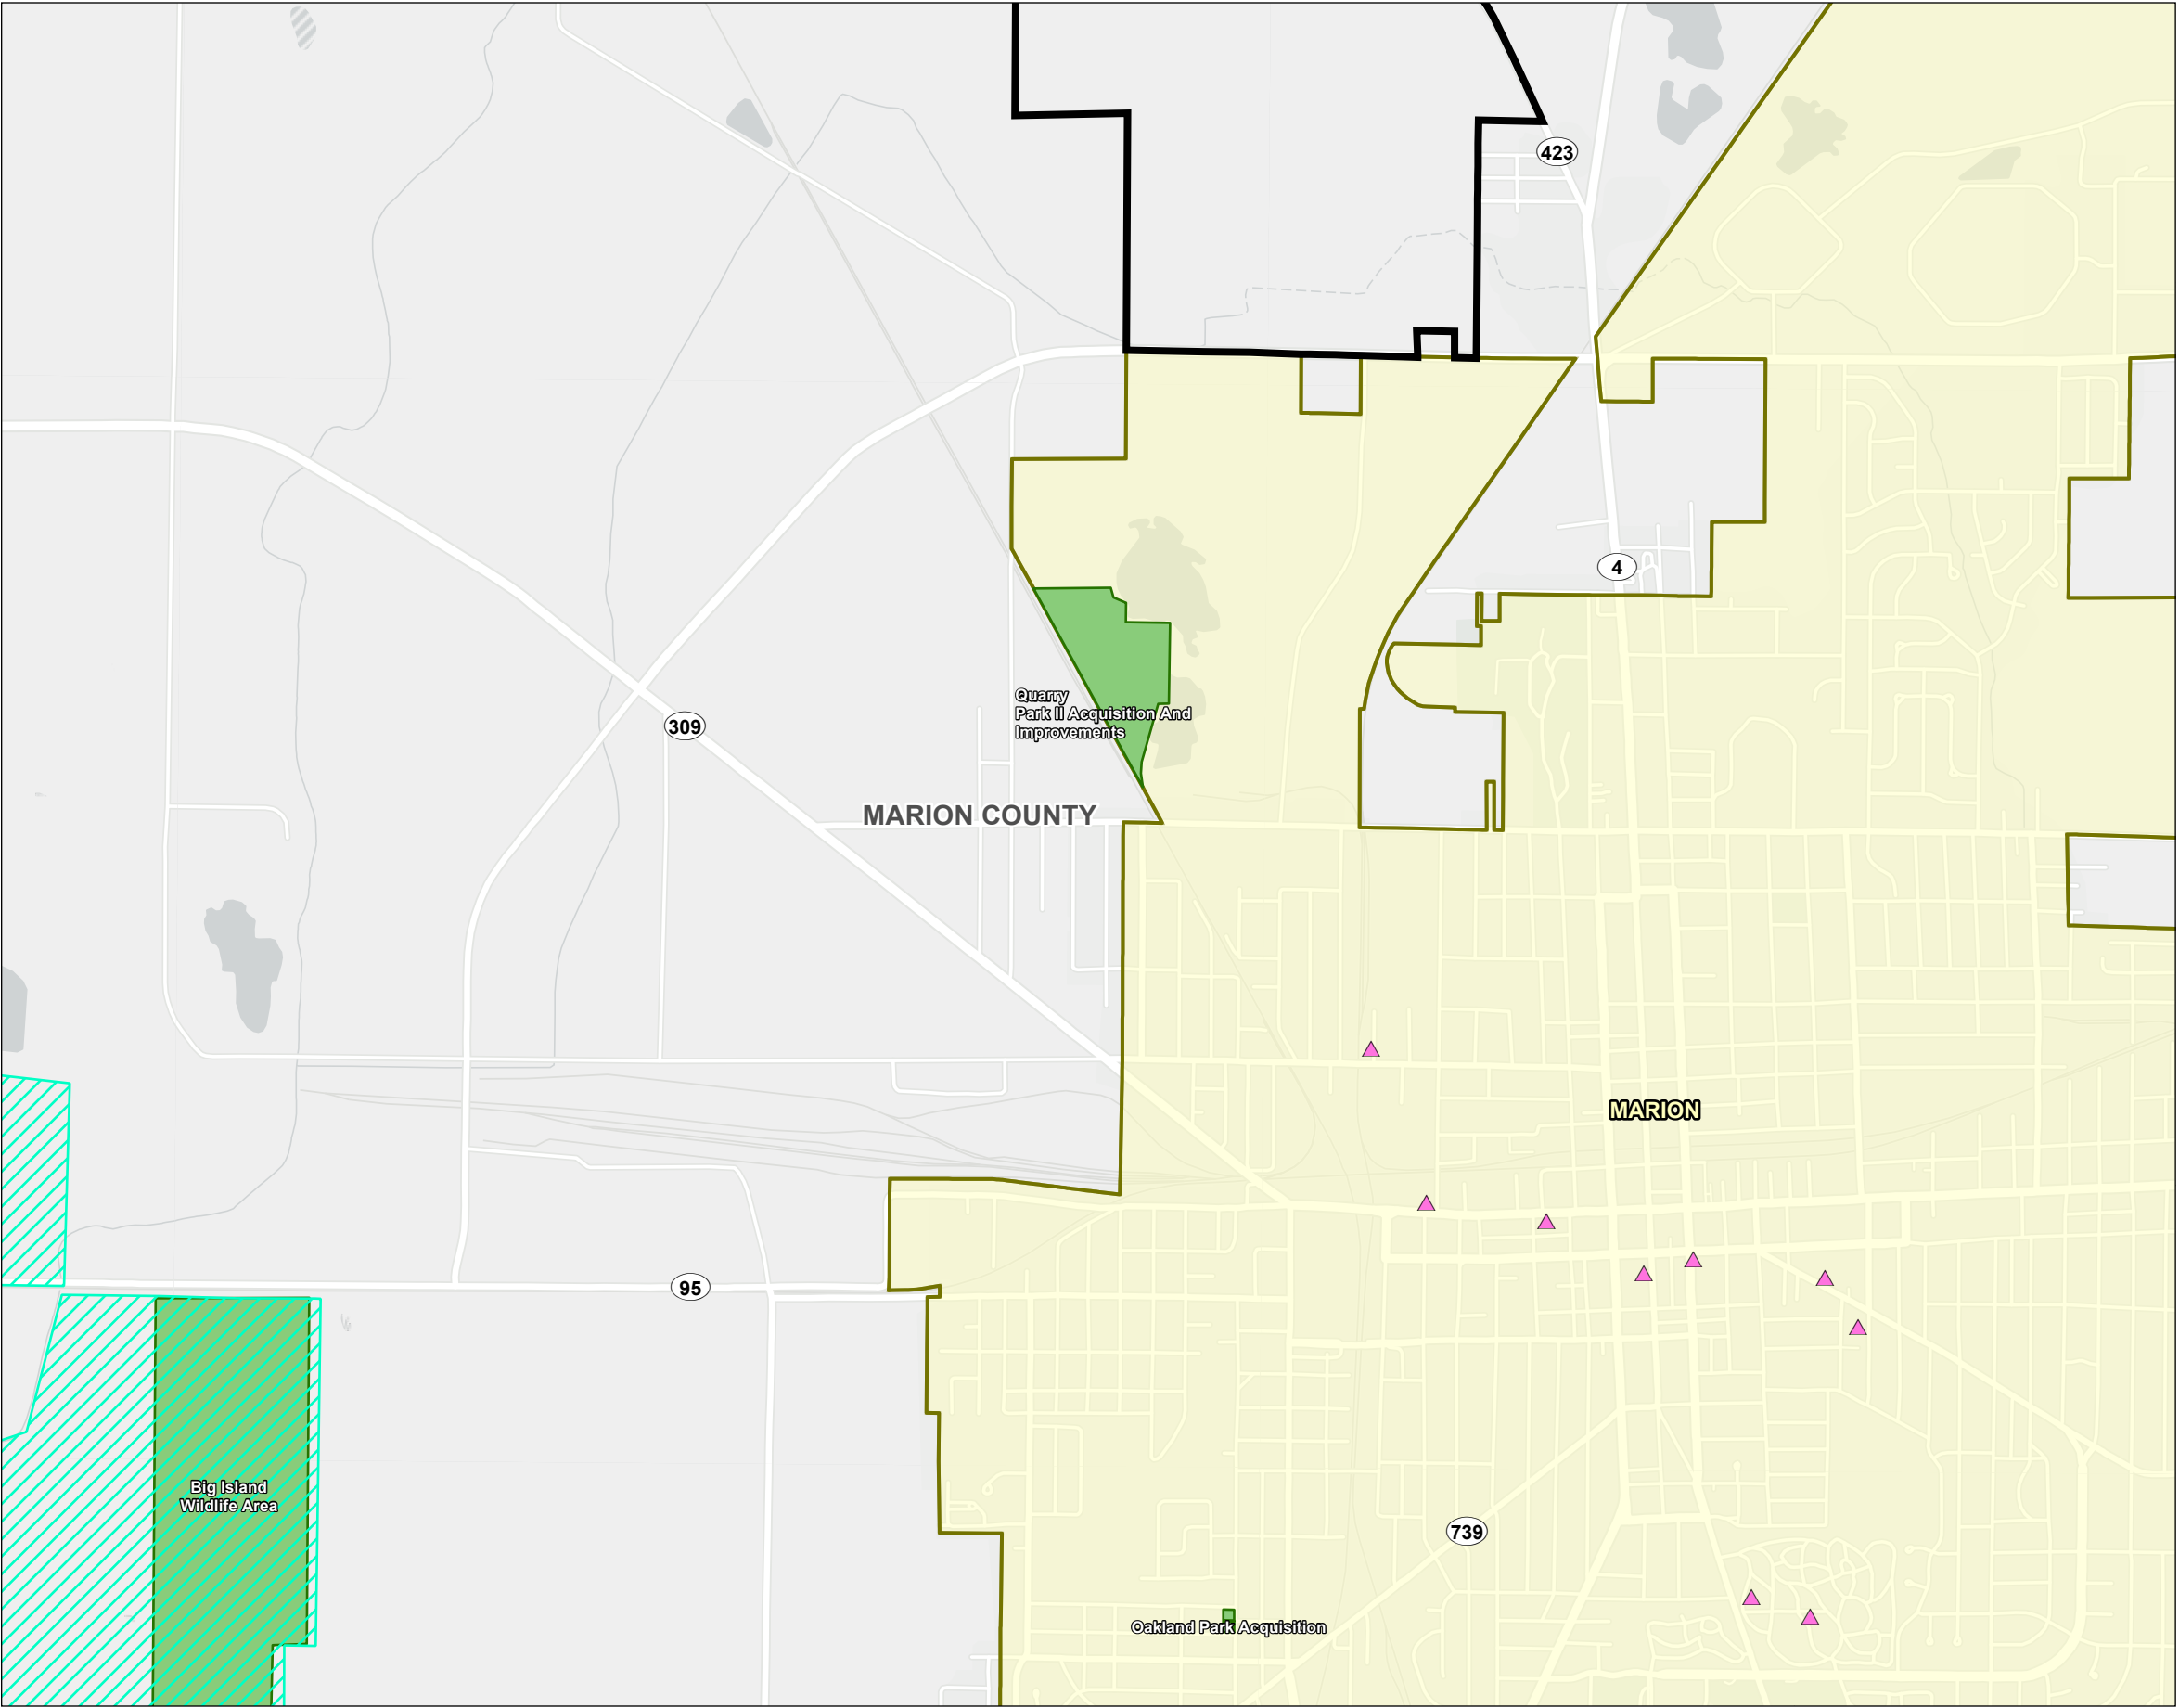 423
4
Quarry
Park II Acquisition And
Improvements
309
MARION COUNTY
MARION
95
Big Island
Wildlife Area
739
Oakland Park Acquisition